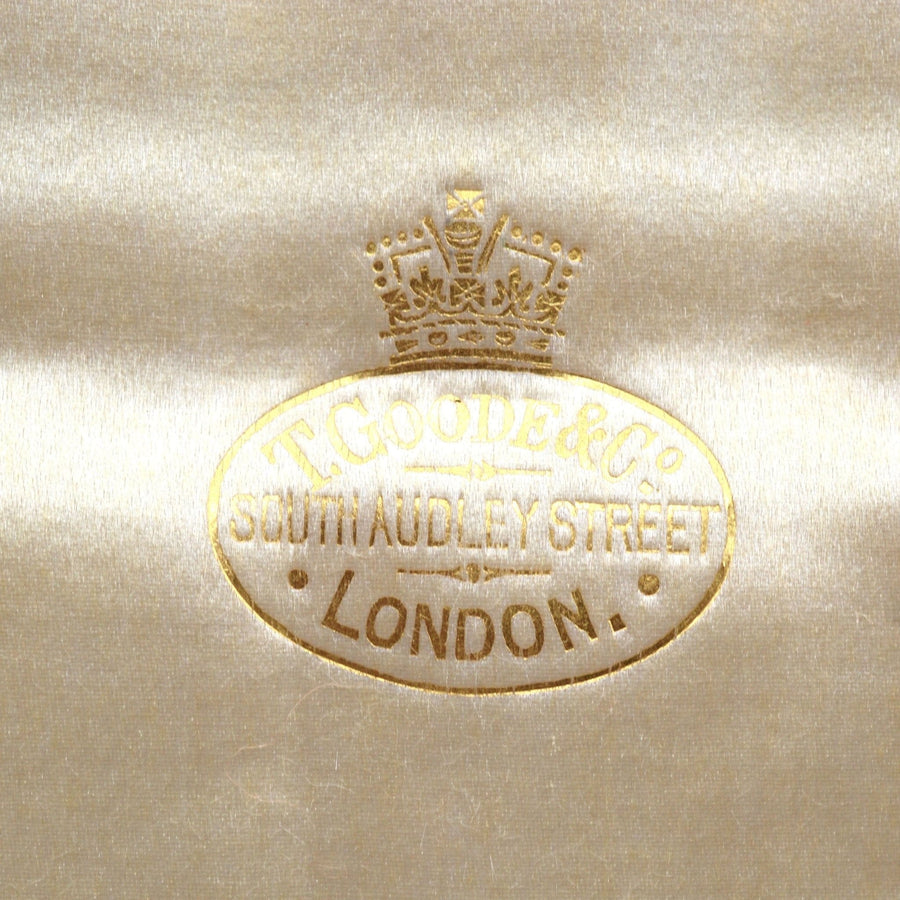 T. GOODE & Co.
SOUTH AUDLEY STREET
• LONDON. •